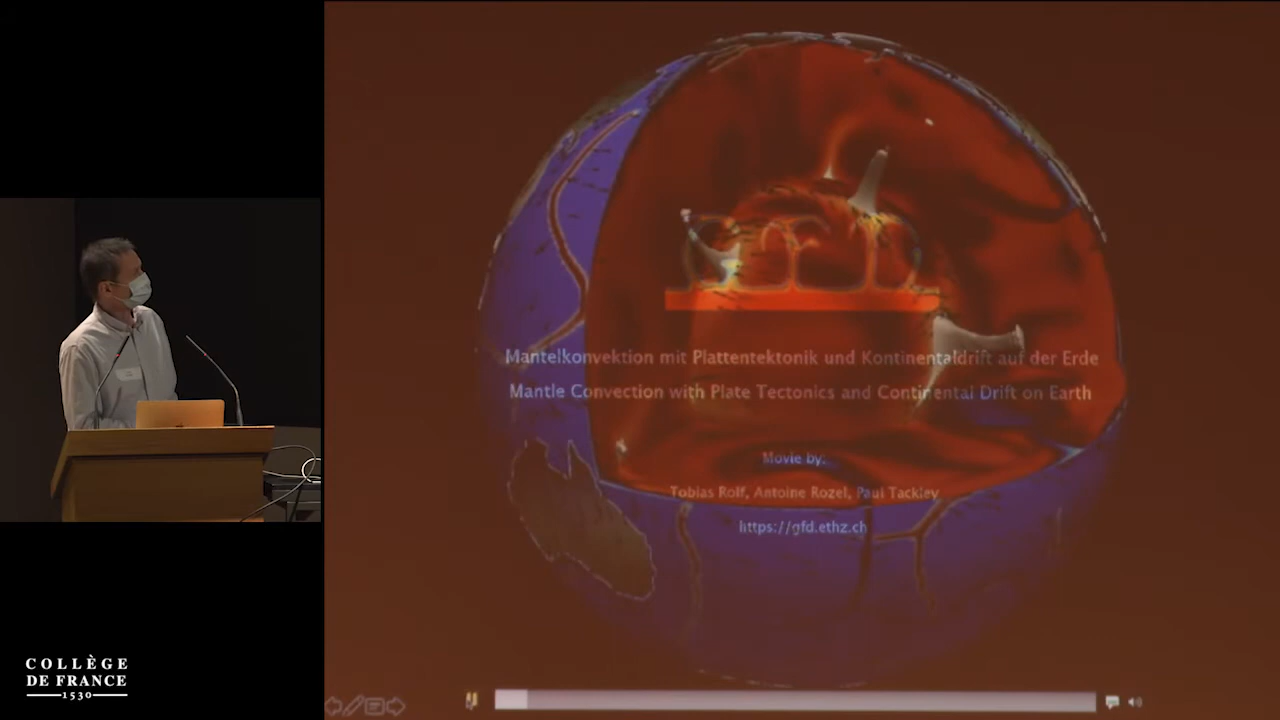 Mantelkonvektion mit Plattentektonik und Kontinentaldrift auf der Erde
Mantle Convection with Plate Tectonics and Continental Drift on Earth
Movie by:
Tobias Rolf, Antoine Rozel, Paul Tackley
https://gfd.ethz.ch
COLLÈGE
DE FRANCE
1530